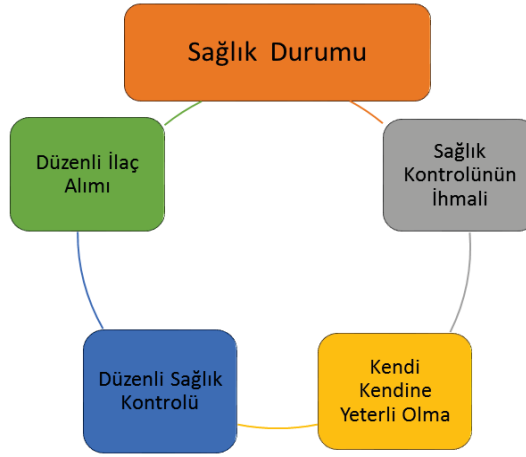 Sağlık Durumu
Düzenli İlaç
Alımı
Sağlık
Kontrolünün
İhmali
Düzenli Sağlık
Kontrolü
Kendi
Kendine
Yeterli Olma